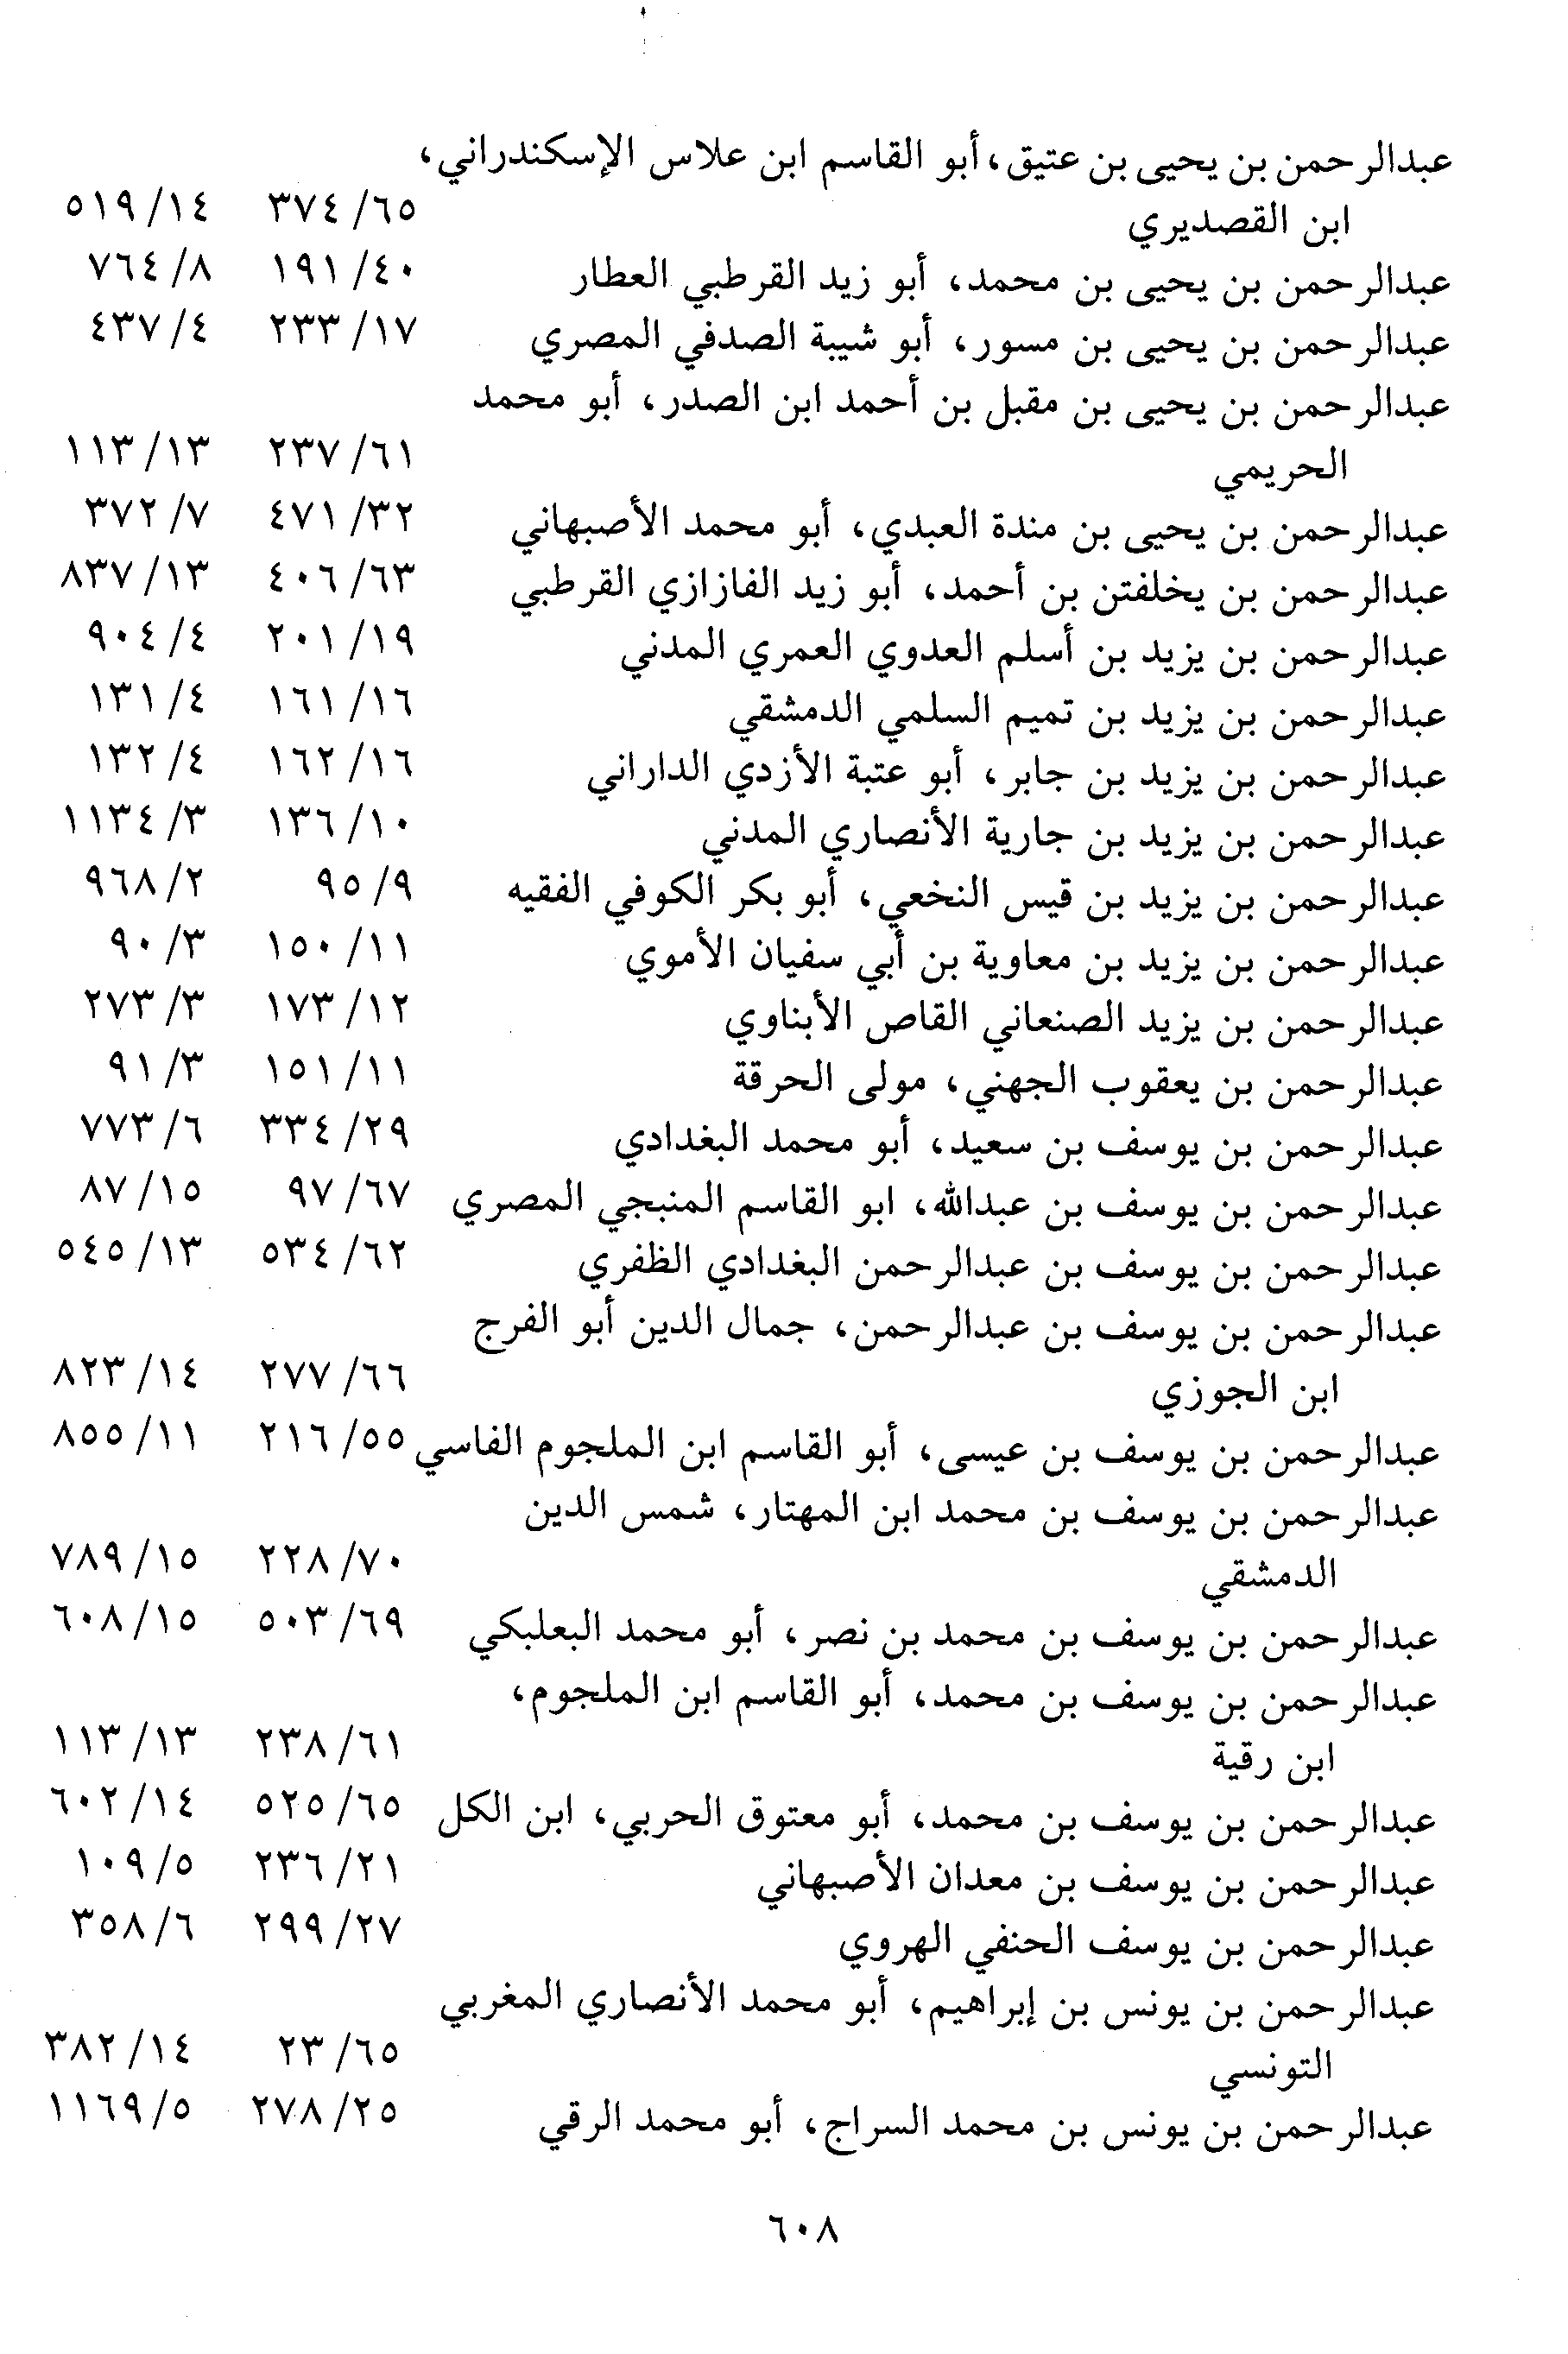 عبدالرحمن بن يحيى بن عتيق، أبو القاسم ابن علاس الإسكندراني،
ابن القصديري ٦٥/ ٣٧٤ ١٤/ ٥١٩
عبدالرحمن بن يحيى بن محمد، أبو زيد القرطبي العطار ٤٠/ ١٩١ ٨/ ٧٦٤
عبدالرحمن بن يحيى بن مسور، أبو شيبة الصدفي المصري ١٧/ ٢٣٣ ٤/ ٤٣٧
عبدالرحمن بن يحيى بن مقبل بن أحمد ابن الصدر، أبو محمد
الحريمي ٦١/ ٢٣٧ ١٣/ ١١٣
عبدالرحمن بن يحيى بن مندة العبدي، أبو محمد الأصبهاني ٣٢/ ٤٧١ ٧/ ٣٧٢
عبدالرحمن بن يخلفتن بن أحمد، أبو زيد الفازازي القرطبي ٦٣/ ٤٠٦ ١٣/ ٨٣٧
عبدالرحمن بن يزيد بن أسلم العدوي العمري المدني ١٩/ ٢٠١ ٤/ ٩٠٤
عبدالرحمن بن يزيد بن تميم السلمي الدمشقي ١٦/ ١٦١ ٤/ ١٣١
عبدالرحمن بن يزيد بن جابر، أبو عتبة الأزدي الداراني ١٦/ ١٦٢ ٤/ ١٣٢
عبدالرحمن بن يزيد بن جارية الأنصاري المدني ١٠/ ١٣٦ ٣/ ١١٣٤
عبدالرحمن بن يزيد بن قيس النخعي، أبو بكر الكوفي الفقيه ٩/ ٩٥ ٢/ ٩٦٨
عبدالرحمن بن يزيد بن معاوية بن أبي سفيان الأموي ١١/ ١٥٠ ٣/ ٩٠
عبدالرحمن بن يزيد الصنعاني القاص الأبناوي ١٢/ ١٧٣ ٣/ ٢٧٣
عبدالرحمن بن يعقوب الجهني، مولى الحرقة ١١/ ١٥١ ٣/ ٩١
عبدالرحمن بن يوسف بن سعيد، أبو محمد البغدادي ٢٩/ ٣٣٤ ٦/ ٧٧٣
عبدالرحمن بن يوسف بن عبدالله، ابو القاسم المنبجي المصري ٦٧/ ٩٧ ١٥/ ٨٧
عبدالرحمن بن يوسف بن عبدالرحمن البغدادي الظفري ٦٢/ ٥٣٤ ١٣/ ٥٤٥
عبدالرحمن بن يوسف بن عبدالرحمن، جمال الدين أبو الفرج
ابن الجوزي ٦٦/ ٢٧٧ ١٤/ ٨٢٣
عبدالرحمن بن يوسف بن عيسى، أبو القاسم ابن الملجوم الفاسي ٥٥/ ٢١٦ ١١/ ٨٥٥
عبدالرحمن بن يوسف بن محمد ابن المهتار، شمس الدين
الدمشقي ٧٠/ ٢٢٨ ١٥/ ٧٨٩
عبدالرحمن بن يوسف بن محمد بن نصر، أبو محمد البعلبكي ٦٩/ ٥٠٣ ١٥/ ٦٠٨
عبدالرحمن بن يوسف بن محمد، أبو القاسم ابن الملجوم،
ابن رقية ٦١/ ٢٣٨ ١٣/ ١١٣
عبدالرحمن بن يوسف بن محمد، أبو معتوق الحربي، ابن الكل ٦٥/ ٥٢٥ ١٤/ ٦٠٢
عبدالرحمن بن يوسف بن معدان الأصبهاني ٢١/ ٢٣٦ ٥/ ١٠٩
عبدالرحمن بن يوسف الحنفي الهروي ٢٧/ ٢٩٩ ٦/ ٣٥٨
عبدالرحمن بن يونس بن إبراهيم، أبو محمد الأنصاري المغربي
التونسي ٦٥/ ٢٣ ١٤/ ٣٨٢
عبدالرحمن بن يونس بن محمد السراج، أبو محمد الرقي ٢٥/ ٢٧٨ ٥/ ١١٦٩
٦٠٨